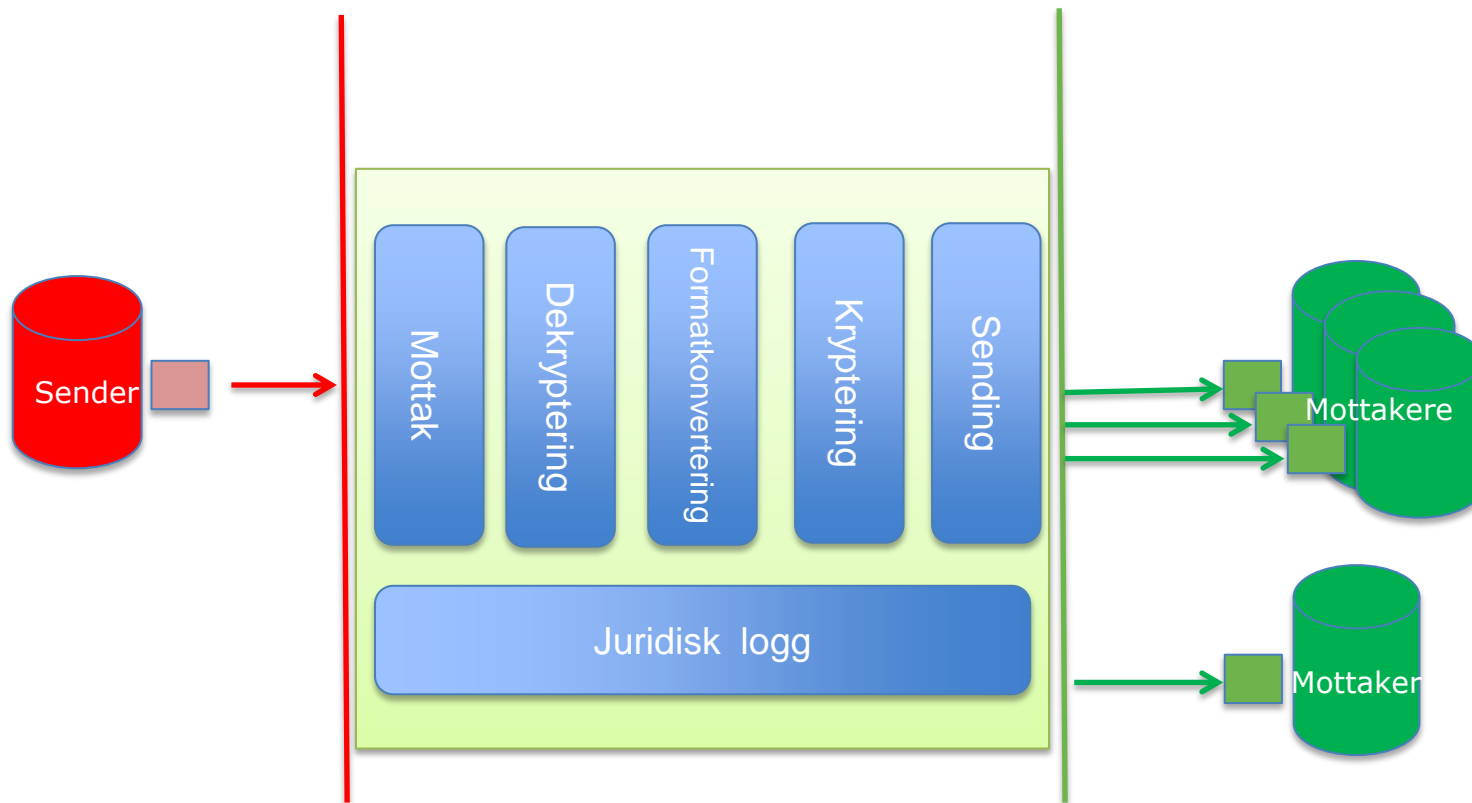 Sender
Mottak
Dekryptering
Formatkonvertering
Kryptering
Sending
Juridisk logg
Mottakere
Mottaker